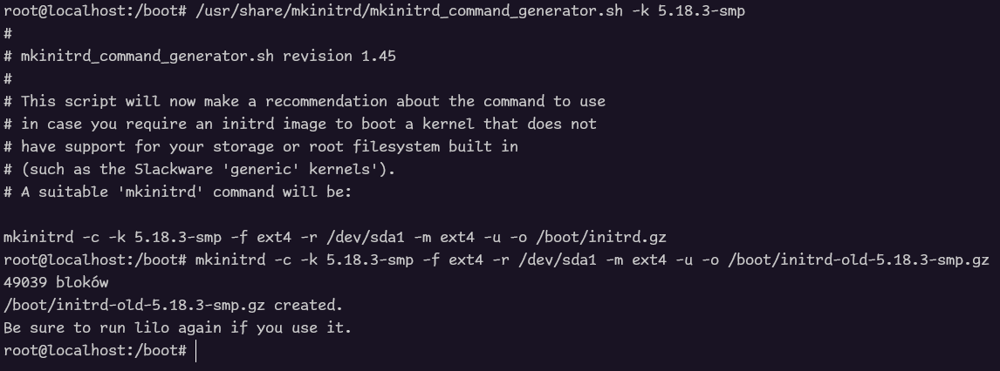 root@localhost:/boot# /usr/share/mkinitrd/mkinitrd_command_generator.sh -k 5.18.3-smp
#
# mkinitrd_command_generator.sh revision 1.45
#
# This script will now make a recommendation about the command to use
# in case you require an initrd image to boot a kernel that does not
# have support for your storage or root filesystem built in
# (such as the Slackware 'generic' kernels').
# A suitable 'mkinitrd' command will be:

mkinitrd -c -k 5.18.3-smp -f ext4 -r /dev/sda1 -m ext4 -u -o /boot/initrd.gz
root@localhost:/boot# mkinitrd -c -k 5.18.3-smp -f ext4 -r /dev/sda1 -m ext4 -u -o /boot/initrd-old-5.18.3-smp.gz
49039 bloków
/boot/initrd-old-5.18.3-smp.gz created.
Be sure to run lilo again if you use it.
root@localhost:/boot#